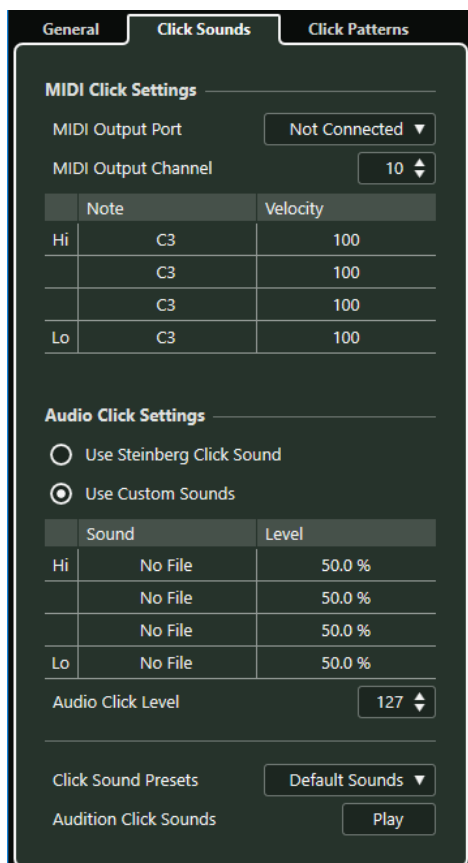 General Click Sounds Click Patterns
MIDI Click Settings
MIDI Output Port Not Connected
MIDI Output Channel 10
Note Velocity
Hi C3 100
C3 100
C3 100
Lo C3 100
Audio Click Settings
Use Steinberg Click Sound
Use Custom Sounds
Sound Level
Hi No File 50.0 %
No File 50.0 %
No File 50.0 %
Lo No File 50.0 %
Audio Click Level 127
Click Sound Presets Default Sounds
Audition Click Sounds Play